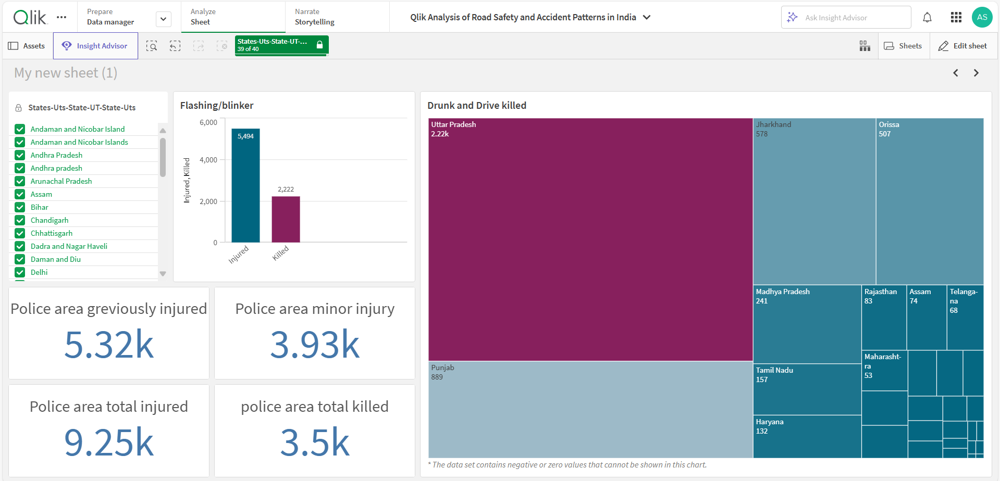 Qlik
Prepare
Data manager
Analyze
Sheet
Narrate
Storytelling
Qlik Analysis of Road Safety and Accident Patterns in India
Ask Insight Advisor
AS
Assets
Insight Advisor
States-Uts-State-UT-...
39 of 40
Sheets
Edit sheet
My new sheet (1)
States-Uts-State-UT-State-Uts
Andaman and Nicobar Island
Andaman and Nicobar Islands
Andhra Pradesh
Andhra pradesh
Arunachal Pradesh
Assam
Bihar
Chandigarh
Chhattisgarh
Dadra and Nagar Haveli
Daman and Diu
Delhi
Flashing/blinker
Injured, Killed
6,000
4,000
2,000
0
5,494
2,222
Injured
Killed
Police area greviously injured
5.32k
Police area minor injury
3.93k
Police area total injured
9.25k
police area total killed
3.5k
Drunk and Drive killed
Uttar Pradesh
2.22k
Punjab
889
Jharkhand
578
Orissa
507
Madhya Pradesh
241
Tamil Nadu
157
Haryana
132
Rajasthan
83
Assam
74
Telanga-
na
68
Maharasht-
ra
53
* The data set contains negative or zero values that cannot be shown in this chart.